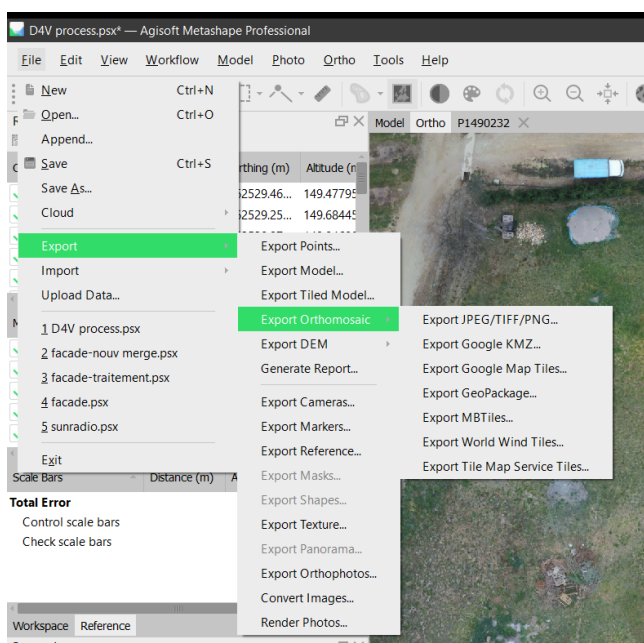 D4V process.psx* — Agisoft Metashape Professional
File Edit View Workflow Model Photo Ortho Tools Help
New Ctrl+N
Open... Ctrl+O
Append...
Save Ctrl+S
Save As...
Cloud
Export
Import
Upload Data...
1 D4V process.psx
2 facade-nouv merge.psx
3 facade-traitement.psx
4 facade.psx
5 sunradio.psx
Exit
Model Ortho P1490232
rthing (m) Altitude (m
52529.46... 149.47795
52529.25... 149.68445
Export Points...
Export Model...
Export Tiled Model...
Export Orthomosaic
Export DEM
Generate Report...
Export Cameras...
Export Markers...
Export Reference...
Export Masks...
Export Shapes...
Export Texture...
Export Panorama...
Export Orthophotos...
Convert Images...
Render Photos...
Export JPEG/TIFF/PNG...
Export Google KMZ...
Export Google Map Tiles...
Export GeoPackage...
Export MBTiles...
Export World Wind Tiles...
Export Tile Map Service Tiles...
Scale Bars Distance (m) A
Total Error
Control scale bars
Check scale bars
Workspace Reference